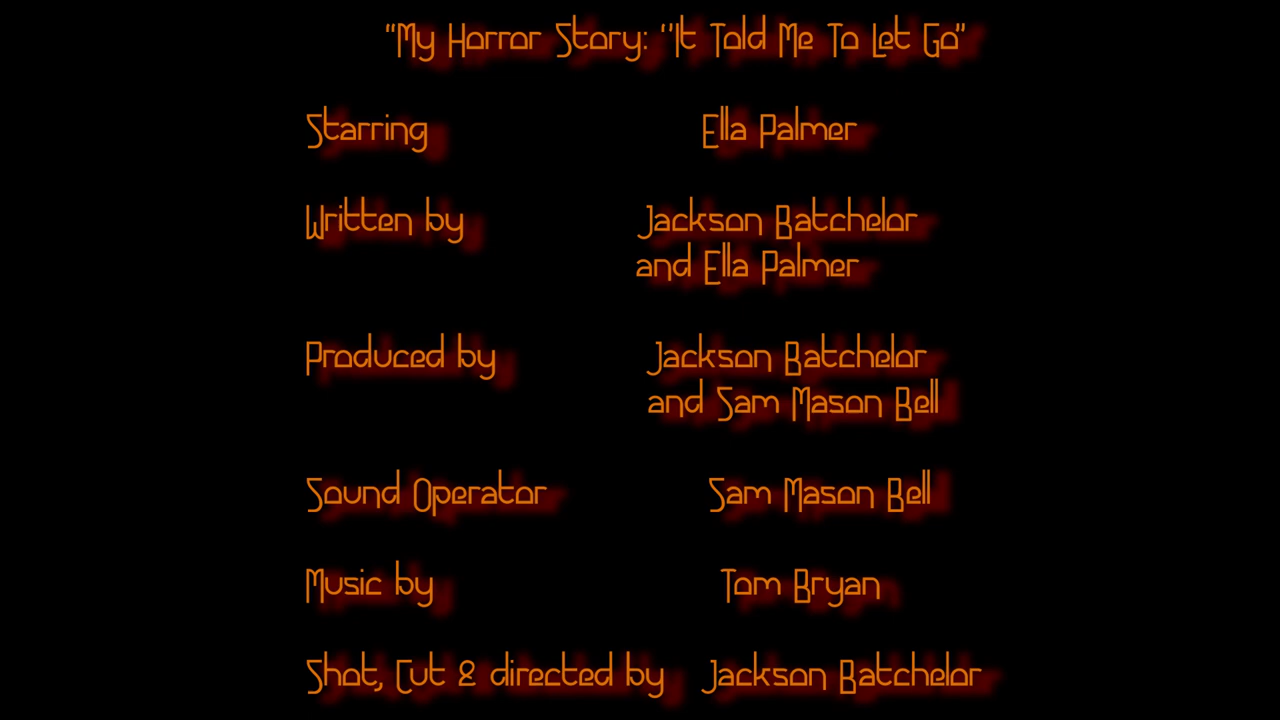 "My Horror Story: ‘'It Told Me To Let Go"
Starring Ella Palmer
Written by Jackson Batchelor
and Ella Palmer
Produced by Jackson Batchelor
and Sam Mason Bell
Sound Operator Sam Mason Bell
Music by Tom Bryan
Shot, Cut & directed by Jackson Batchelor